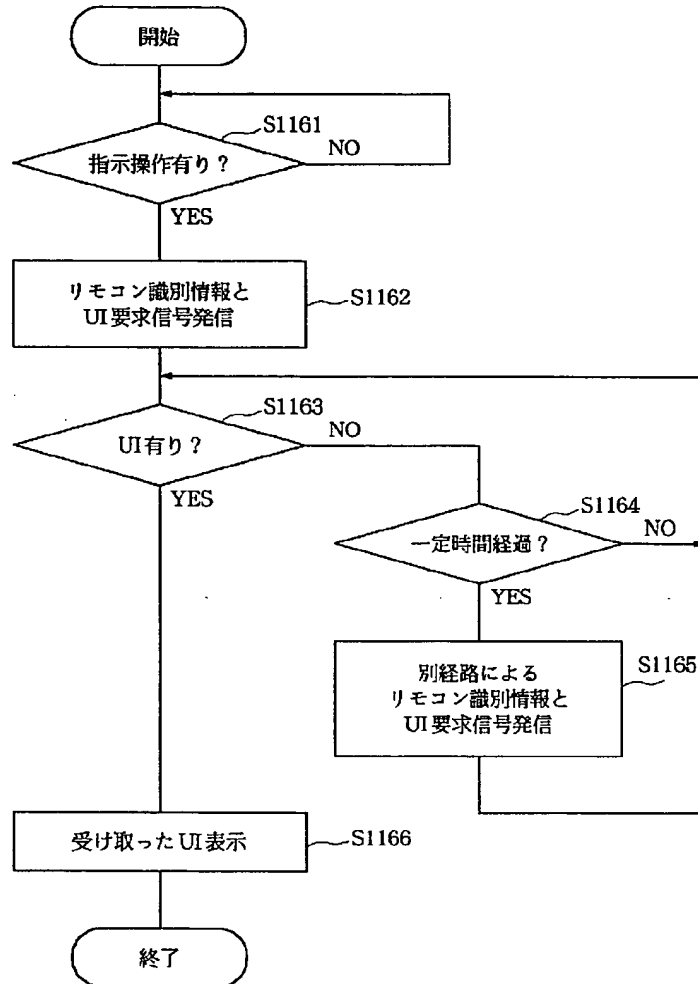 開始
S1161
指示操作有り？
NO
YES
リモコン識別情報と
UI要求信号発信
S1162
S1163
UI有り？
NO
YES
S1164
一定時間経過？
NO
YES
別経路による
リモコン識別情報と
UI要求信号発信
S1165
受け取ったUI表示
S1166
終了